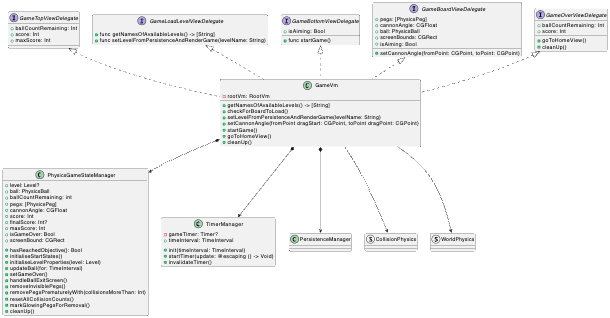 GameTopViewDelegate
ballCountRemaining: Int
score: Int
maxScore: Int
GameLoadLevelViewDelegate
func getNamesOfAvailableLevels() -> [String]
func setLevelFromPersistenceAndRenderGame(levelName: String)
GameBottomViewDelegate
isAiming: Bool
func startGame()
GameBoardViewDelegate
pegs: [PhysicsPeg]
cannonAngle: CGFloat
ball: PhysicsBall
screenBounds: CGRect
isAiming: Bool
setCannonAngle(fromPoint: CGPoint, toPoint: CGPoint)
GameOverViewDelegate
score: Int
goToHomeView()
cleanUp()
GameVm
rootVm: RootVm
getNamesOfAvailableLevels() -> [String]
checkForBoardToLoad()
setLevelFromPersistenceAndRenderGame(levelName: String)
setCannonAngle(fromPoint dragStart: CGPoint, toPoint dragPoint: CGPoint)
startGame()
goToHomeView()
cleanUp()
PhysicsGameStateManager
level: Level?
ball: PhysicsBall
ballCountRemaining: int
pegs: [PhysicsPeg]
cannonAngle: CGFloat
score: Int
finalScore: Int?
maxScore: Int
isGameOver: Bool
screenBound: CGRect
hasReachedObjective(): Bool
initialiseStartStates()
initialiseLevelProperties(level: Level)
updateBall(for: TimeInterval)
setGameOver()
handleBallExitScreen()
removeInvisiblePegs()
removePegsPrematurelyWith(collisionsMoreThan: Int)
resetAllCollisionCounts()
markGlowingPegsForRemoval()
cleanUp()
TimerManager
gameTimer: Timer?
timeInterval: TimeInterval
init(timeInterval: TimeInterval)
startTimer(update: @escaping () -> Void)
invalidateTimer()
PersistenceManager
CollisionPhysics
WorldPhysics